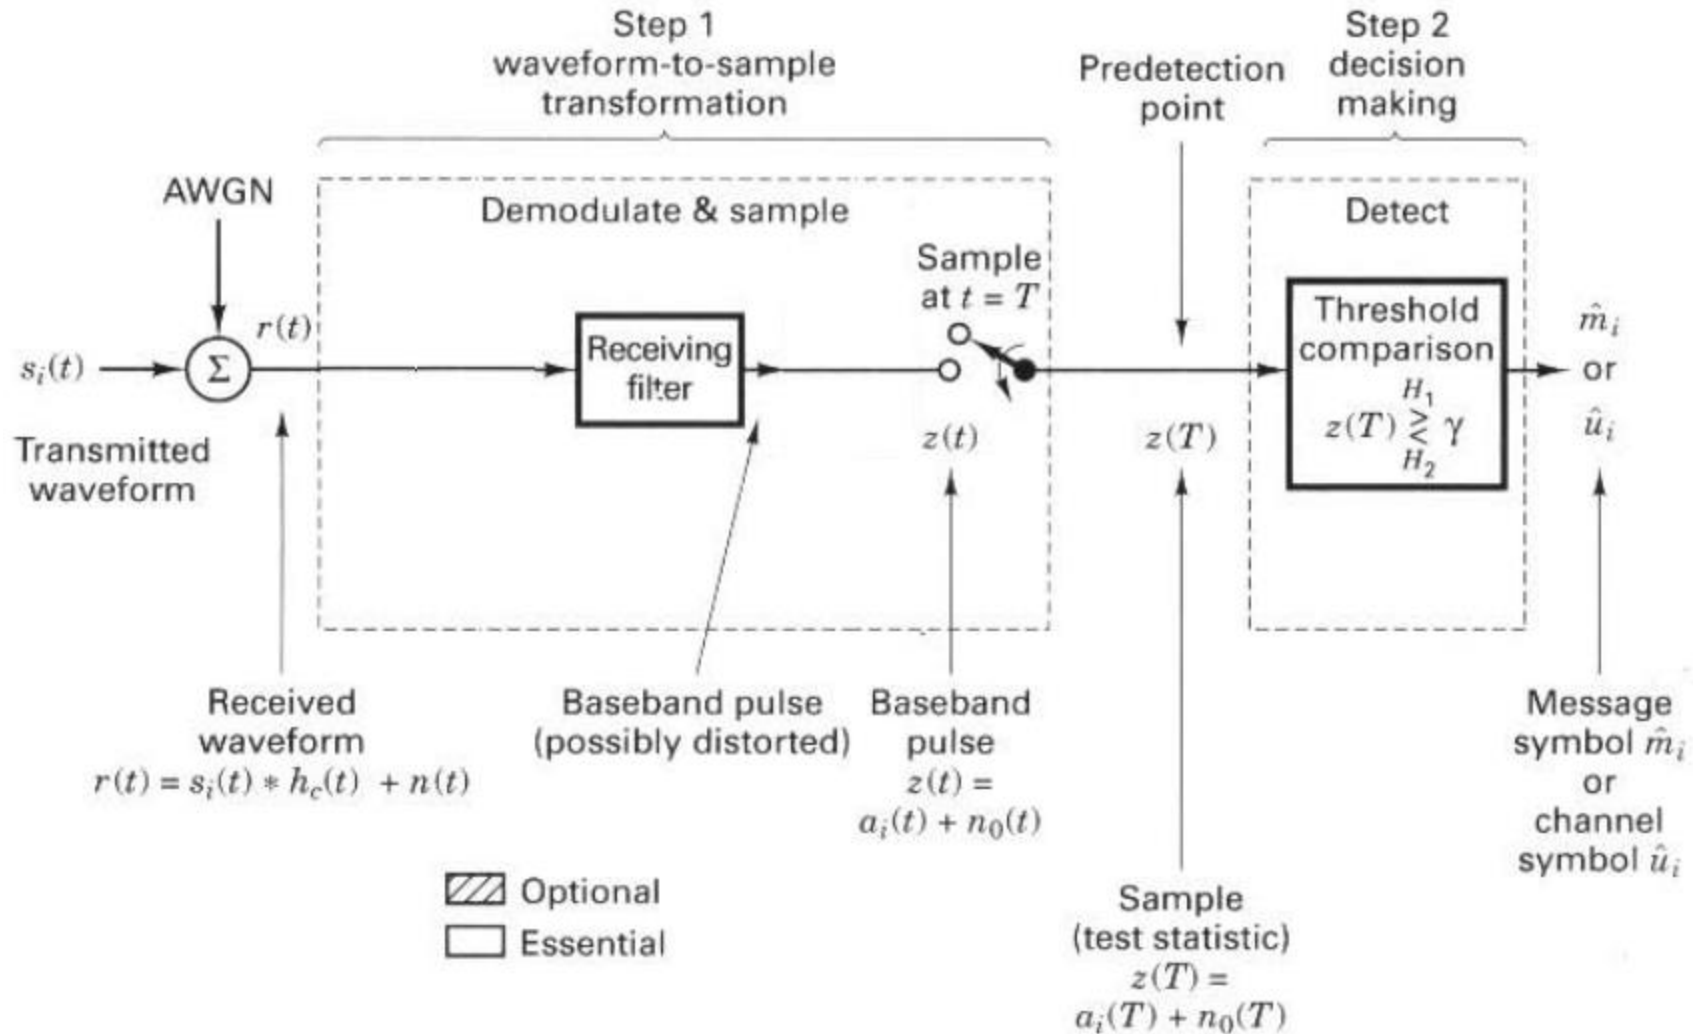 Step 1
waveform-to-sample
transformation
Predetection
point
Step 2
decision
making
AWGN
Demodulate & sample
Detect
Sample
at t = T
r(t)
s_i(t)
Σ
Receiving
filter
Threshold
comparison
H_1
z(T) ≷ γ
H_2
m̂_i
or
û_i
z(t)
z(T)
Transmitted
waveform
Received
waveform
r(t) = s_i(t) * h_c(t) + n(t)
Baseband pulse
(possibly distorted)
Baseband
pulse
z(t) =
a_i(t) + n_0(t)
Message
symbol m̂_i
or
channel
symbol û_i
Optional
Essential
Sample
(test statistic)
z(T) =
a_i(T) + n_0(T)